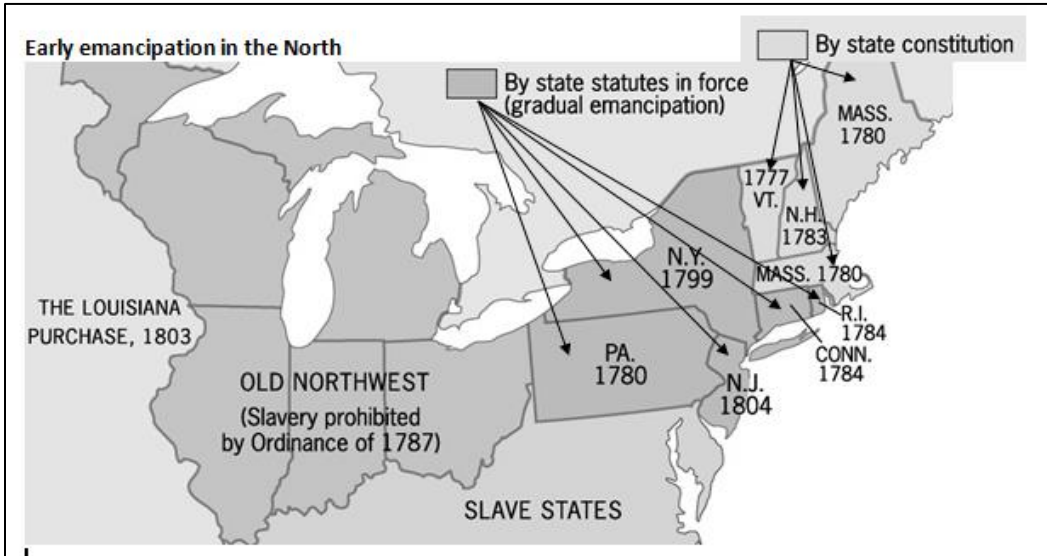 Early emancipation in the North
By state constitution
By state statutes in force
(gradual emancipation)
MASS.
1780
1777
VT.
N.H.
1783
N.Y.
1799
MASS. 1780
THE LOUISIANA
PURCHASE, 1803
R.I.
1784
CONN.
1784
PA.
1780
N.J.
1804
OLD NORTHWEST
(Slavery prohibited
by Ordinance of 1787)
SLAVE STATES